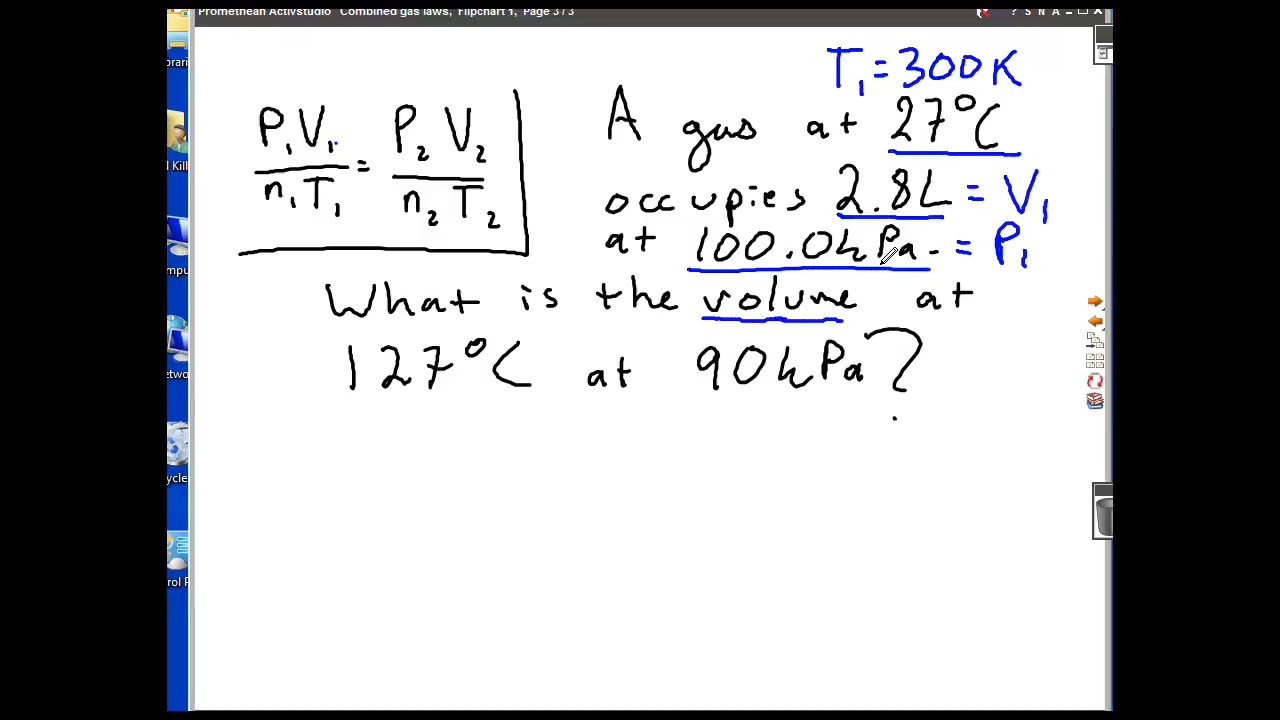 Promethean Activstudio Combined gas laws, Flipchart 1, Page 3 / 3
? S N A
T₁ = 300K
P₁V₁ / n₁T₁ = P₂V₂ / n₂T₂
A gas at 27°C
occupies 2.8L = V₁
at 100.0kPa. = P₁
What is the volume at
127°C at 90kPa?